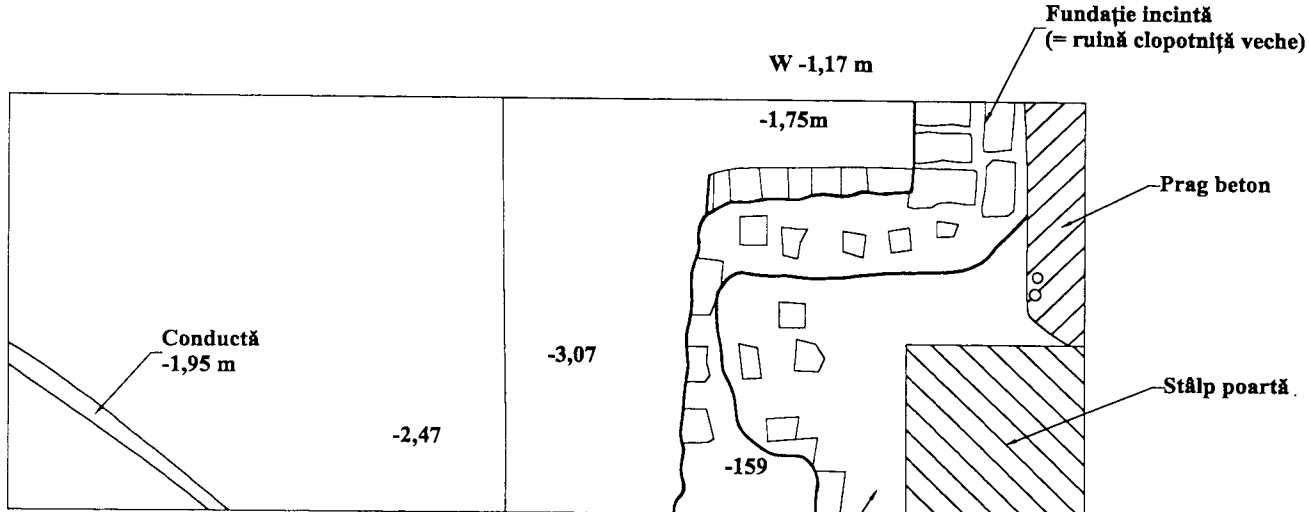 Fundație incintă
(= ruină clopotniță veche)
W -1,17 m
-1,75m
Prag beton
Conductă
-1,95 m
-3,07
Stâlp poartă
-2,47
-159